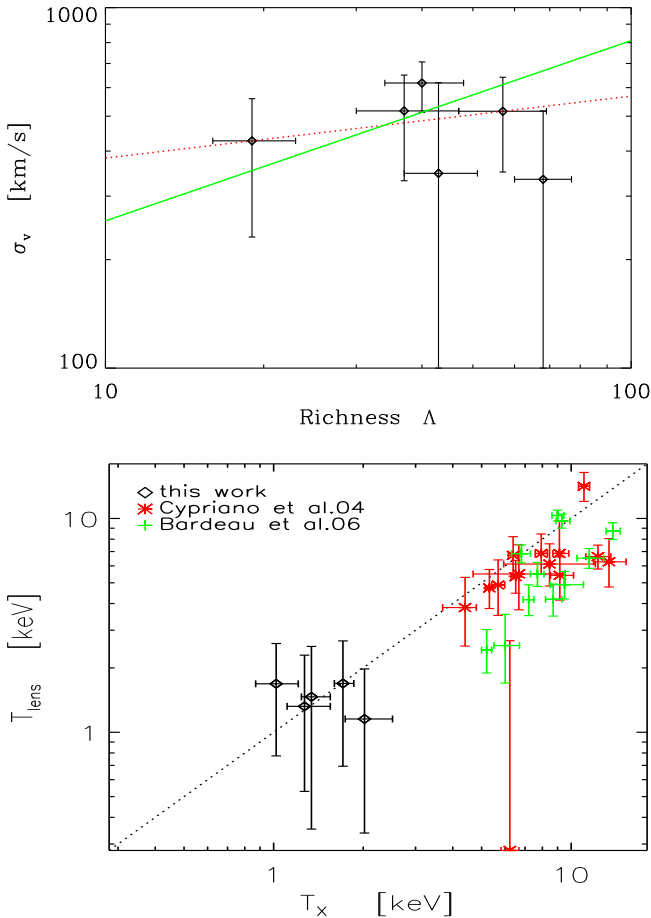 1000
100
σv [km/s]
10
100
Richness Λ
this work
Cypriano et al.04
Bardeau et al.06
10
1
Tlens [keV]
1
10
Tx [keV]